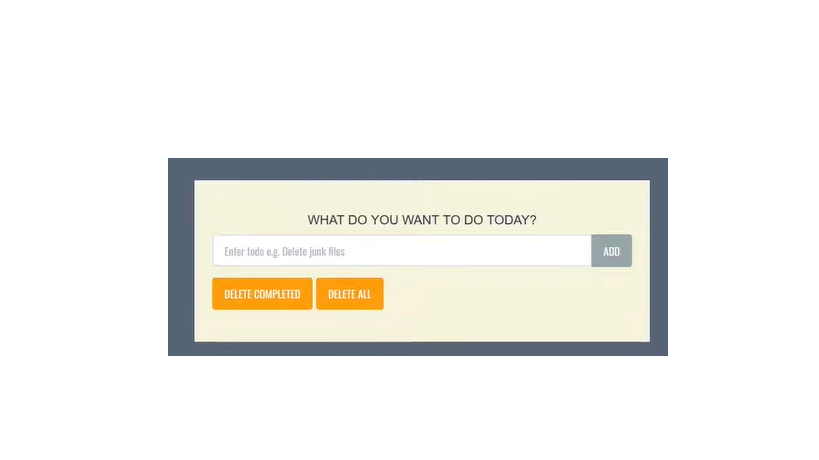 WHAT DO YOU WANT TO DO TODAY?
Enter todo e.g. Delete junk files
ADD
DELETE COMPLETED
DELETE ALL